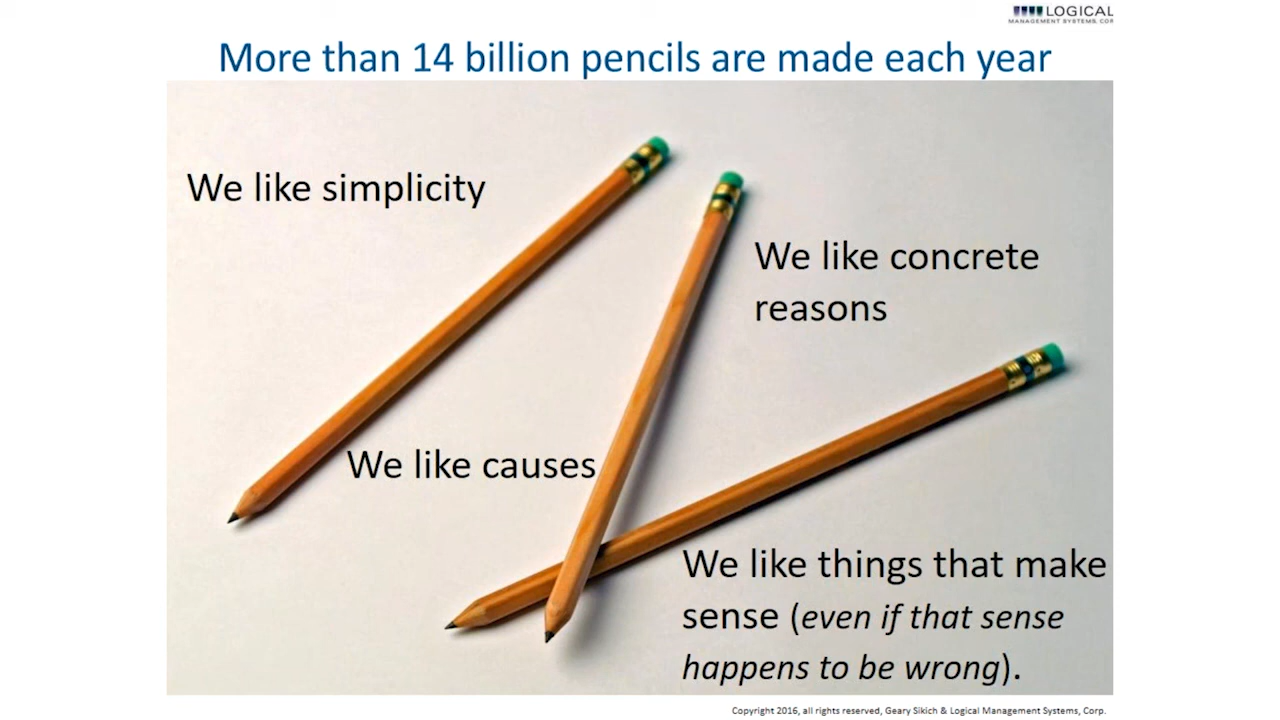 LOGICAL
MANAGEMENT SYSTEMS, COR
More than 14 billion pencils are made each year
We like simplicity
We like concrete
reasons
We like causes
We like things that make
sense (even if that sense
happens to be wrong).
Copyright 2016, all rights reserved, Geary Sikich & Logical Management Systems, Corp.